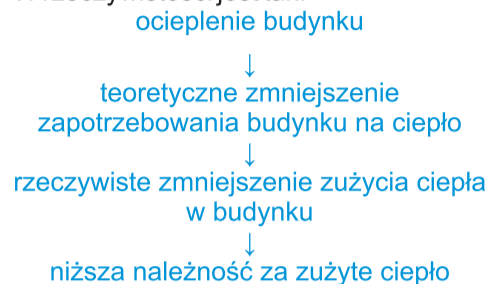 ocieplenie budynku
↓
teoretyczne zmniejszenie
zapotrzebowania budynku na ciepło
↓
rzeczywiste zmniejszenie zużycia ciepła
w budynku
↓
niższa należność za zużyte ciepło